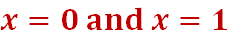 x = 0 and x = 1